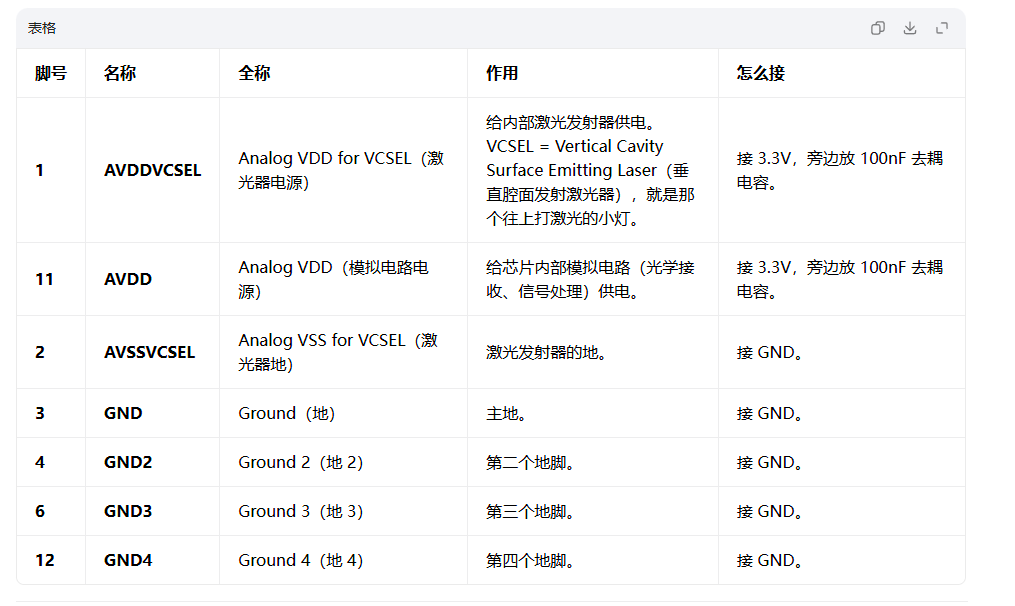 表格
脚号 名称 全称 作用 怎么接
1 AVDDVCSEL Analog VDD for VCSEL（激光器电源） 给内部激光发射器供电。VCSEL = Vertical Cavity Surface Emitting Laser（垂直腔面发射激光器），就是那个往上打激光的小灯。 接 3.3V，旁边放 100nF 去耦电容。
11 AVDD Analog VDD（模拟电路电源） 给芯片内部模拟电路（光学接收、信号处理）供电。 接 3.3V，旁边放 100nF 去耦电容。
2 AVSSVCSEL Analog VSS for VCSEL（激光器地） 激光发射器的地。 接 GND。
3 GND Ground（地） 主地。 接 GND。
4 GND2 Ground 2（地 2） 第二个地脚。 接 GND。
6 GND3 Ground 3（地 3） 第三个地脚。 接 GND。
12 GND4 Ground 4（地 4） 第四个地脚。 接 GND。